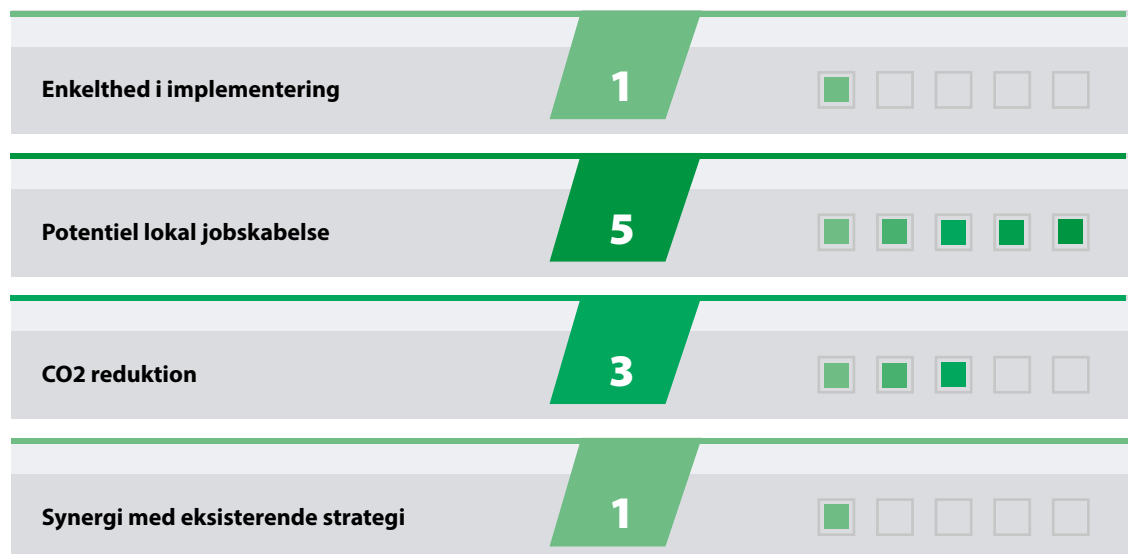 Enkelthed i implementering 1
Potentiel lokal jobskabelse 5
CO2 reduktion 3
Synergi med eksisterende strategi 1